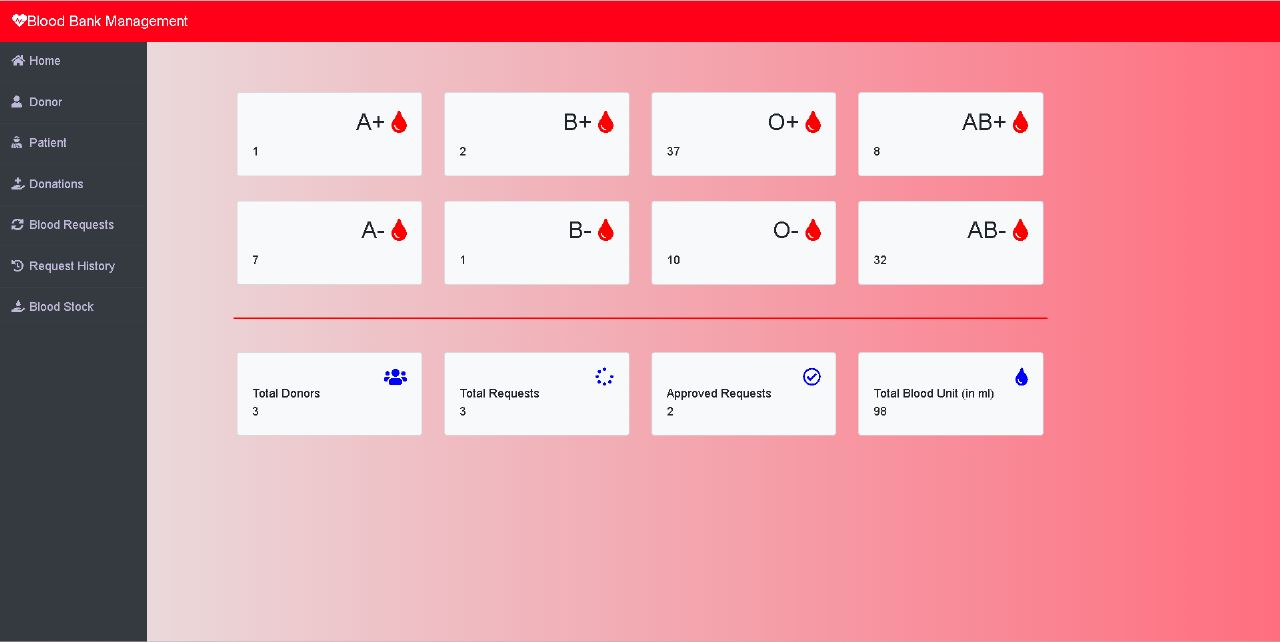 Blood Bank Management
Home
Donor
Patient
Donations
Blood Requests
Request History
Blood Stock
A+
1
B+
2
O+
37
AB+
8
A-
7
B-
1
O-
10
AB-
32
Total Donors
3
Total Requests
3
Approved Requests
2
Total Blood Unit (in ml)
98